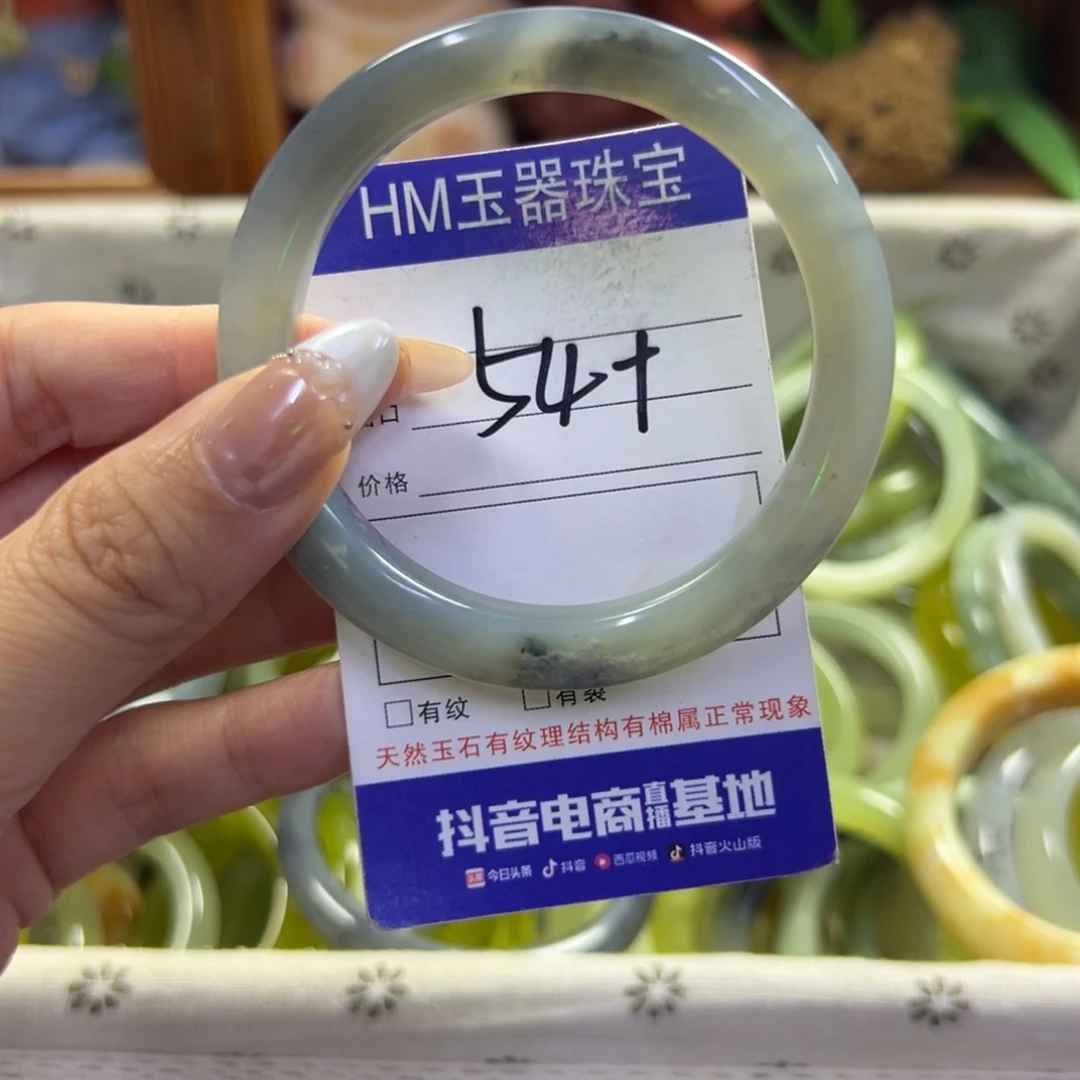 HM玉器珠宝
54+
价格
有纹 有裂
天然玉石有纹理结构有棉属正常现象
抖音电商直播基地
今日头条 抖音 西瓜视频 抖音火山版